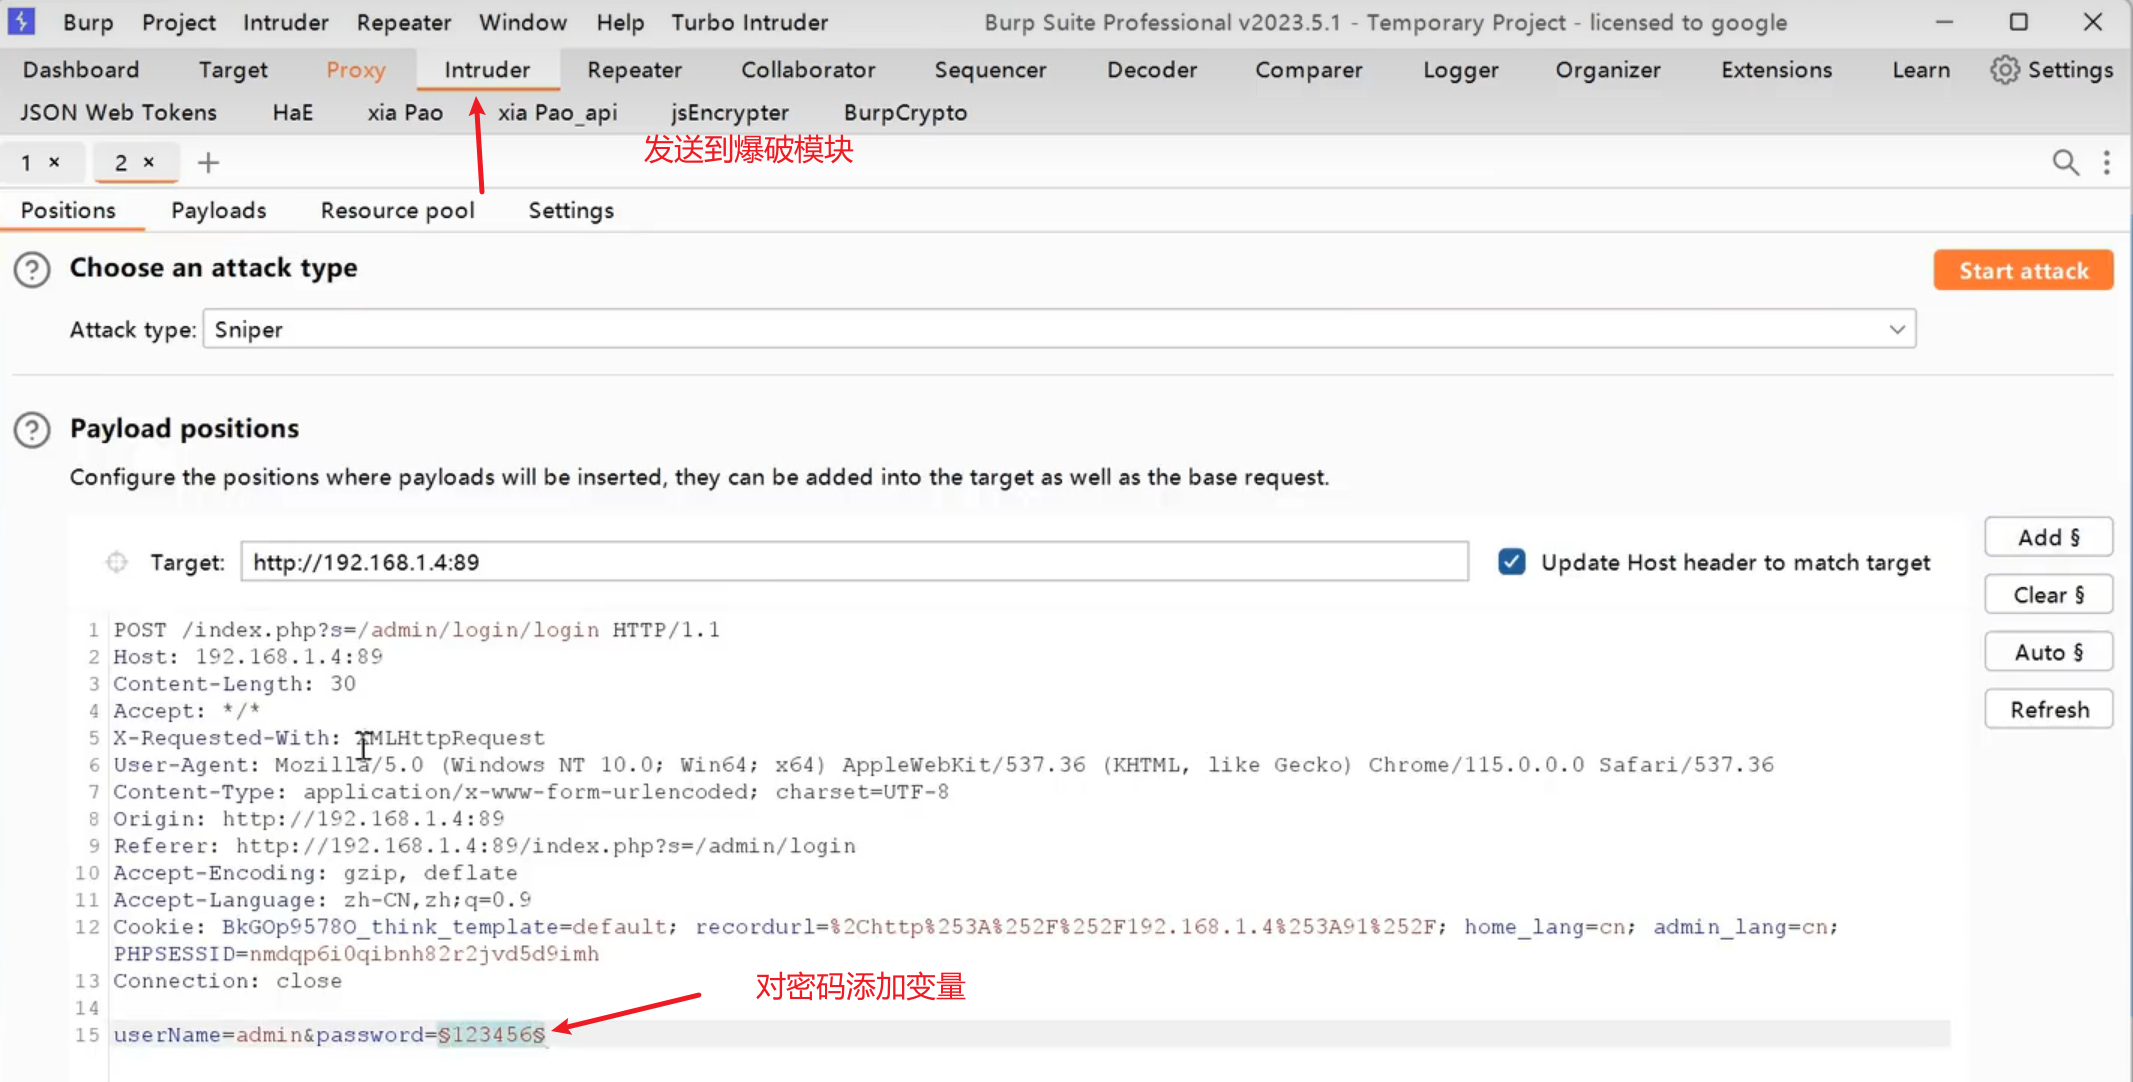 Burp Project Intruder Repeater Window Help Turbo Intruder Burp Suite Professional v2023.5.1 - Temporary Project - licensed to google
Dashboard Target Proxy Intruder Repeater Collaborator Sequencer Decoder Comparer Logger Organizer Extensions Learn Settings
JSON Web Tokens HaE xia Pao xia Pao_api jsEncrypter BurpCrypto
发送到爆破模块
1 × 2 × +
Positions Payloads Resource pool Settings
Choose an attack type
Start attack
Attack type: Sniper
Payload positions
Configure the positions where payloads will be inserted, they can be added into the target as well as the base request.
Add §
Target: http://192.168.1.4:89 Update Host header to match target
Clear §
Auto §
Refresh
1 POST /index.php?s=/admin/login/login HTTP/1.1
2 Host: 192.168.1.4:89
3 Content-Length: 30
4 Accept: */*
5 X-Requested-With: XMLHttpRequest
6 User-Agent: Mozilla/5.0 (Windows NT 10.0; Win64; x64) AppleWebKit/537.36 (KHTML, like Gecko) Chrome/115.0.0.0 Safari/537.36
7 Content-Type: application/x-www-form-urlencoded; charset=UTF-8
8 Origin: http://192.168.1.4:89
9 Referer: http://192.168.1.4:89/index.php?s=/admin/login
10 Accept-Encoding: gzip, deflate
11 Accept-Language: zh-CN,zh;q=0.9
12 Cookie: BkGOp9578O_think_template=default; recordurl=%2Chttp%253A%252F%252F192.168.1.4%253A91%252F; home_lang=cn; admin_lang=cn;
PHPSESSID=nmdqp6i0qibnh82r2jvd5d9imh
13 Connection: close
对密码添加变量
14
15 userName=admin&password=§123456§